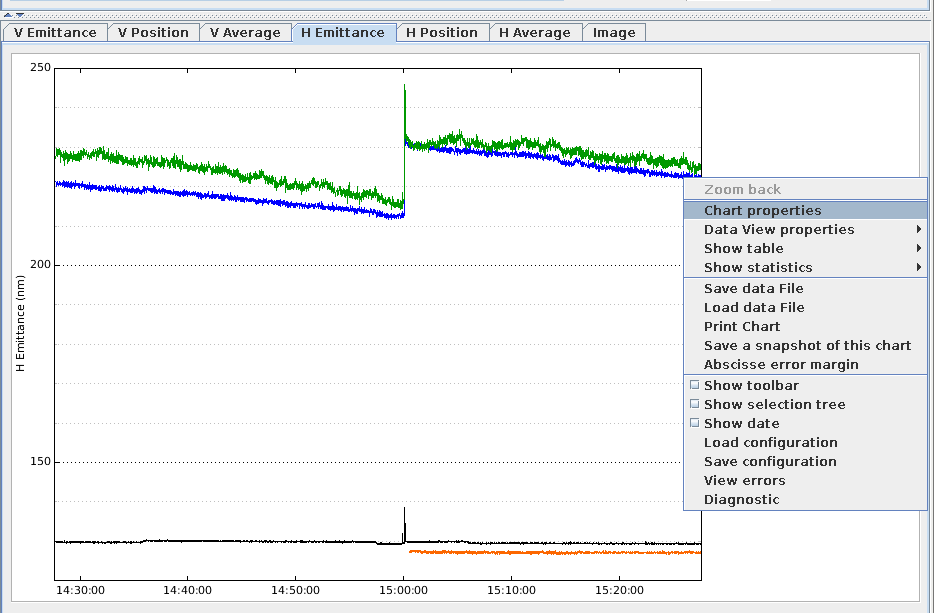 V Emittance V Position V Average H Emittance H Position H Average Image
250
200
150
H Emittance (nm)
14:30:00 14:40:00 14:50:00 15:00:00 15:10:00 15:20:00
Zoom back
Chart properties
Data View properties
Show table
Show statistics
Save data File
Load data File
Print Chart
Save a snapshot of this chart
Abscisse error margin
Show toolbar
Show selection tree
Show date
Load configuration
Save configuration
View errors
Diagnostic